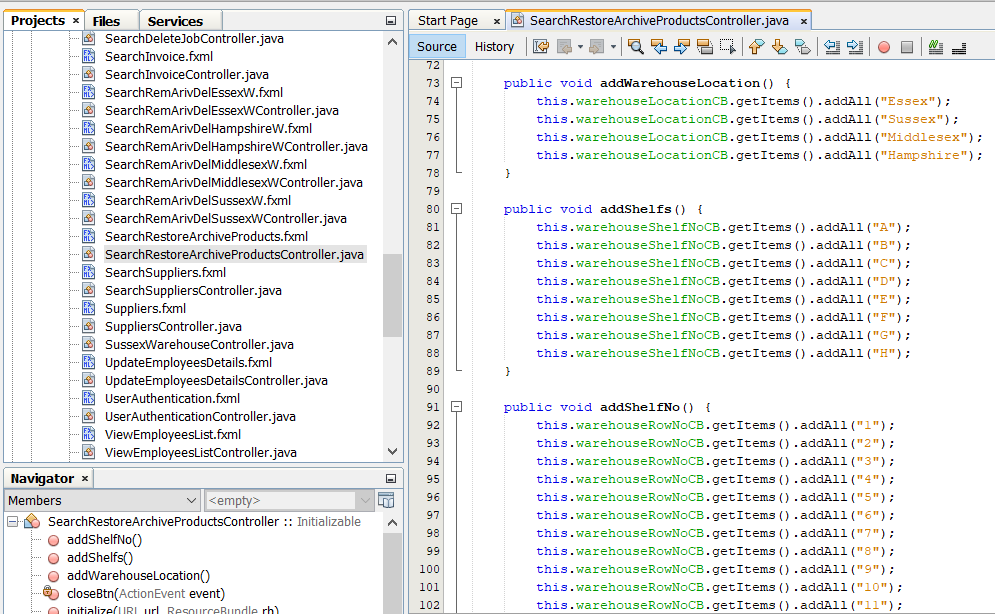 Projects × Files Services
SearchDeleteJobController.java
SearchInvoice.fxml
SearchInvoiceController.java
SearchRemArivDelEssexW.fxml
SearchRemArivDelEssexWController.java
SearchRemArivDelHampshireW.fxml
SearchRemArivDelHampshireWController.java
SearchRemArivDelMiddlesexW.fxml
SearchRemArivDelMiddlesexWController.java
SearchRemArivDelSussexW.fxml
SearchRemArivDelSussexWController.java
SearchRestoreArchiveProducts.fxml
SearchRestoreArchiveProductsController.java
SearchSuppliers.fxml
SearchSuppliersController.java
Suppliers.fxml
SuppliersController.java
SussexWarehouseController.java
UpdateEmployeesDetails.fxml
UpdateEmployeesDetailsController.java
UserAuthentication.fxml
UserAuthenticationController.java
ViewEmployeesList.fxml
ViewEmployeesListController.java
Navigator ×
Members <empty>
SearchRestoreArchiveProductsController :: Initializable
addShelfNo()
addShelfs()
addWarehouseLocation()
closeBtn(ActionEvent event)
initialize(URL url, ResourceBundle rb)
Start Page × SearchRestoreArchiveProductsController.java ×
Source History
72
73 public void addWarehouseLocation() {
74 this.warehouseLocationCB.getItems().addAll("Essex");
75 this.warehouseLocationCB.getItems().addAll("Sussex");
76 this.warehouseLocationCB.getItems().addAll("Middlesex");
77 this.warehouseLocationCB.getItems().addAll("Hampshire");
78 }
79
80 public void addShelfs() {
81 this.warehouseShelfNoCB.getItems().addAll("A");
82 this.warehouseShelfNoCB.getItems().addAll("B");
83 this.warehouseShelfNoCB.getItems().addAll("C");
84 this.warehouseShelfNoCB.getItems().addAll("D");
85 this.warehouseShelfNoCB.getItems().addAll("E");
86 this.warehouseShelfNoCB.getItems().addAll("F");
87 this.warehouseShelfNoCB.getItems().addAll("G");
88 this.warehouseShelfNoCB.getItems().addAll("H");
89 }
90
91 public void addShelfNo() {
92 this.warehouseRowNoCB.getItems().addAll("1");
93 this.warehouseRowNoCB.getItems().addAll("2");
94 this.warehouseRowNoCB.getItems().addAll("3");
95 this.warehouseRowNoCB.getItems().addAll("4");
96 this.warehouseRowNoCB.getItems().addAll("5");
97 this.warehouseRowNoCB.getItems().addAll("6");
98 this.warehouseRowNoCB.getItems().addAll("7");
99 this.warehouseRowNoCB.getItems().addAll("8");
100 this.warehouseRowNoCB.getItems().addAll("9");
101 this.warehouseRowNoCB.getItems().addAll("10");
102 this.warehouseRowNoCB.getItems().addAll("11");